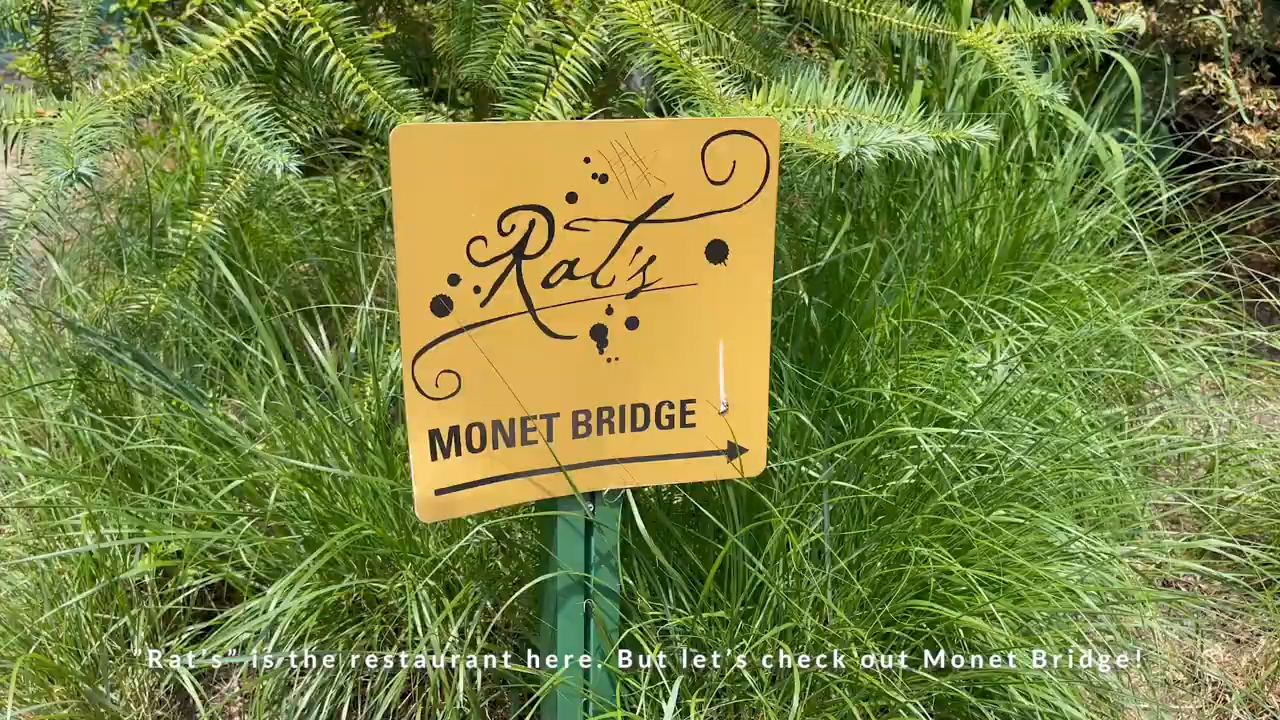 Rat's
MONET BRIDGE
"Rat's" is the restaurant here. But let's check out Monet Bridge!